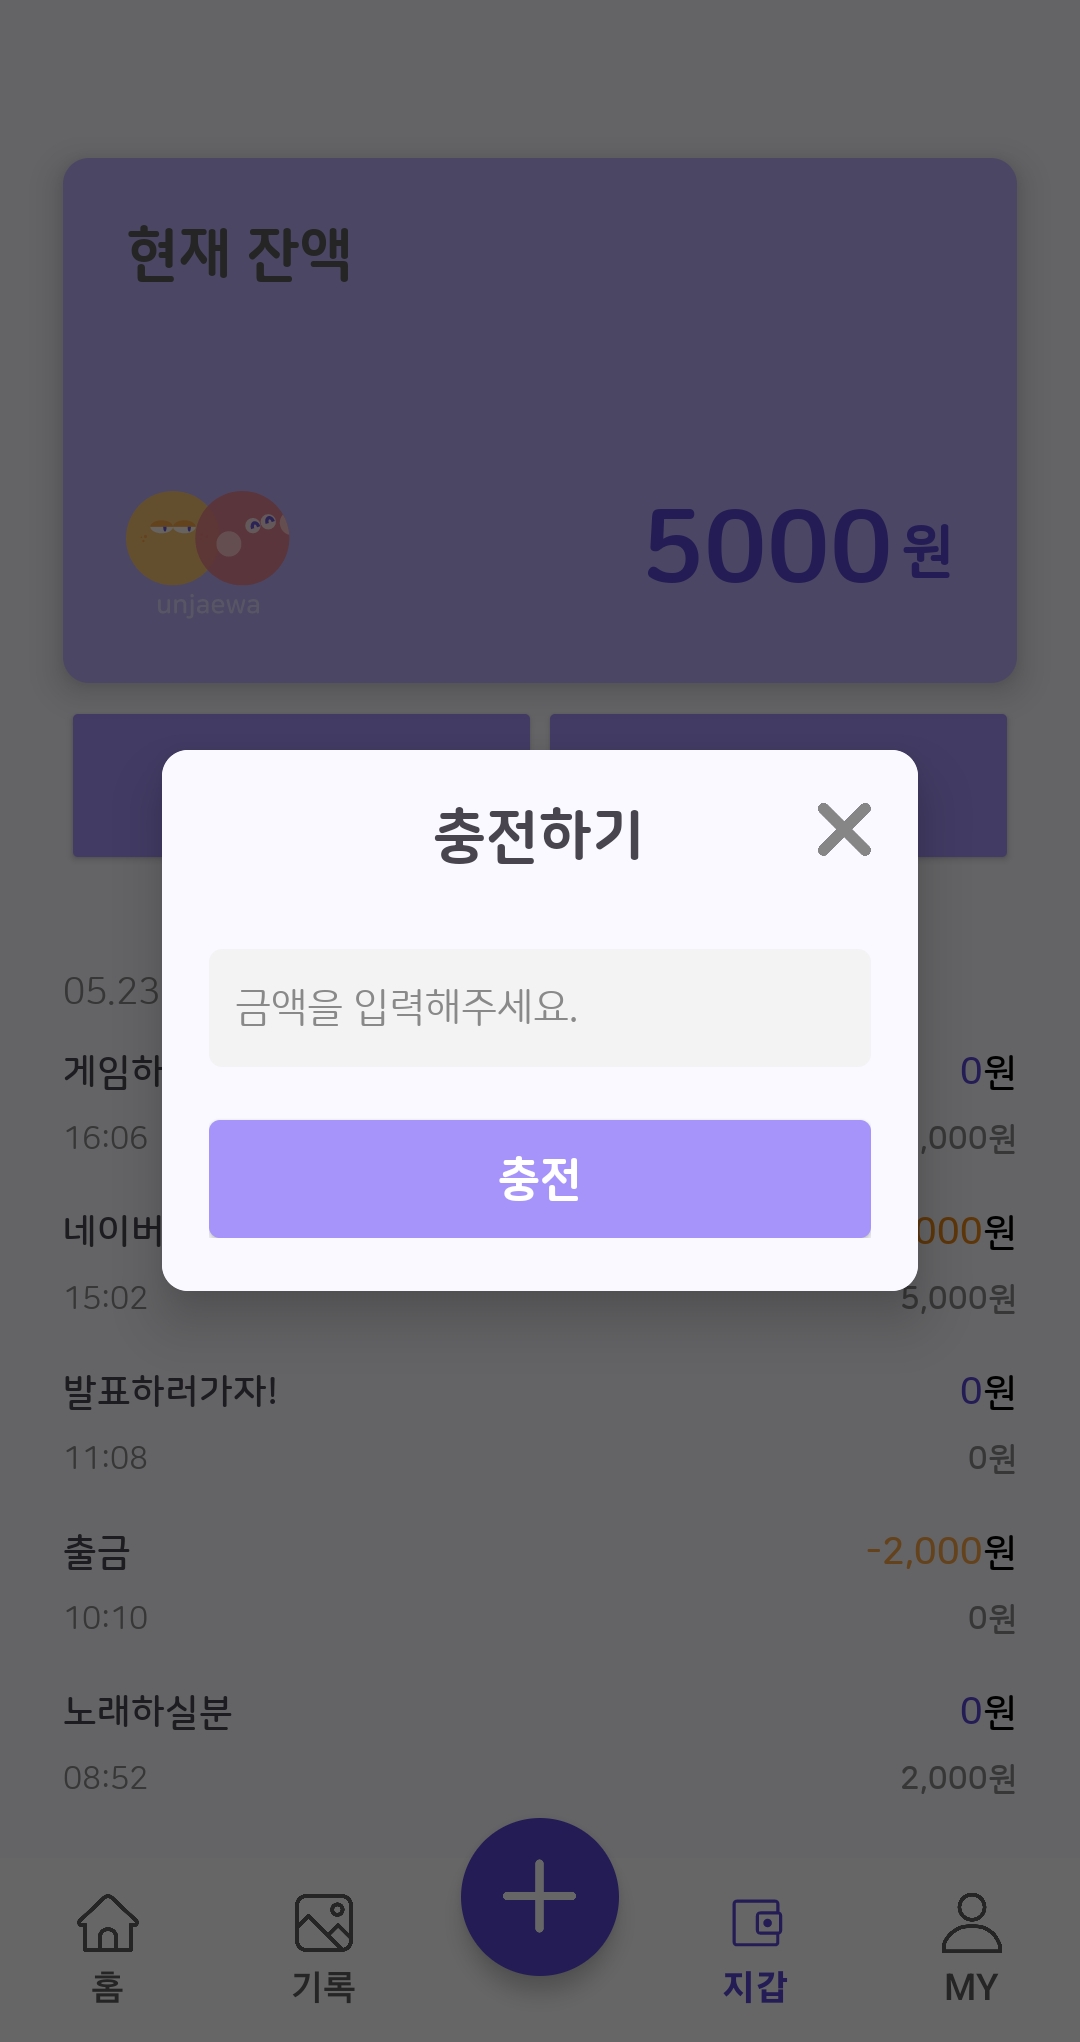 현재 잔액
5000 원
unjaewa
충전하기
금액을 입력해주세요.
충전
05.23
게임하
0원
16:06
,000원
네이버
000원
15:02
5,000원
발표하러가자!
0원
11:08
0원
출금
-2,000원
10:10
0원
노래하실분
0원
08:52
2,000원
홈
기록
지갑
MY